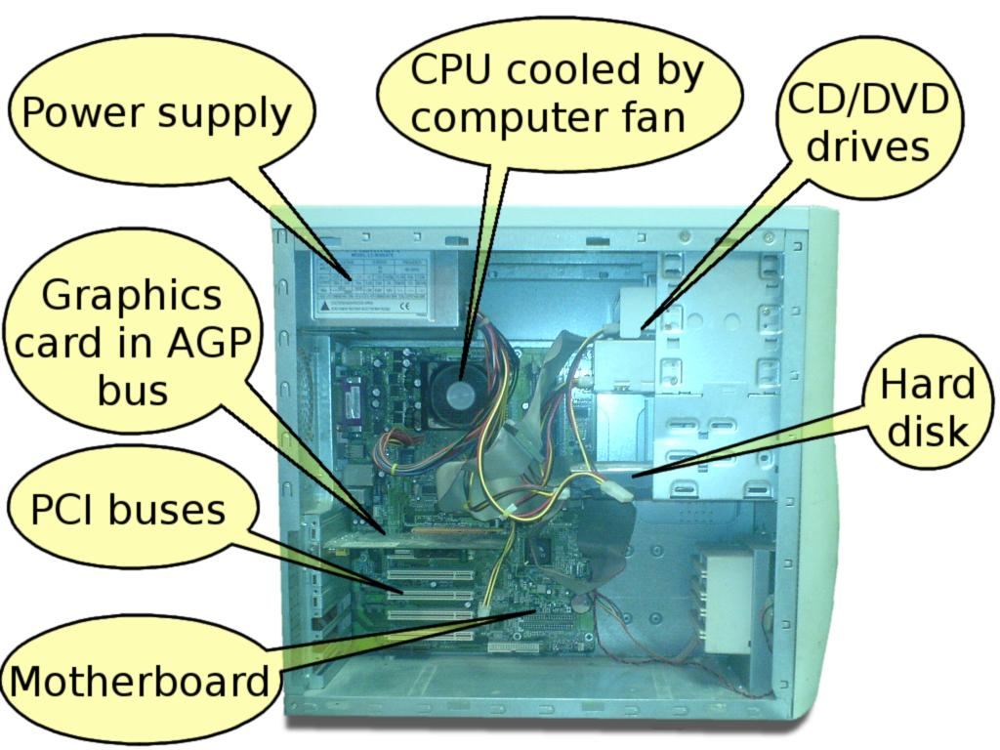 Power supply
CPU cooled by
computer fan
CD/DVD
drives
Graphics
card in AGP
bus
Hard
disk
PCI buses
Motherboard